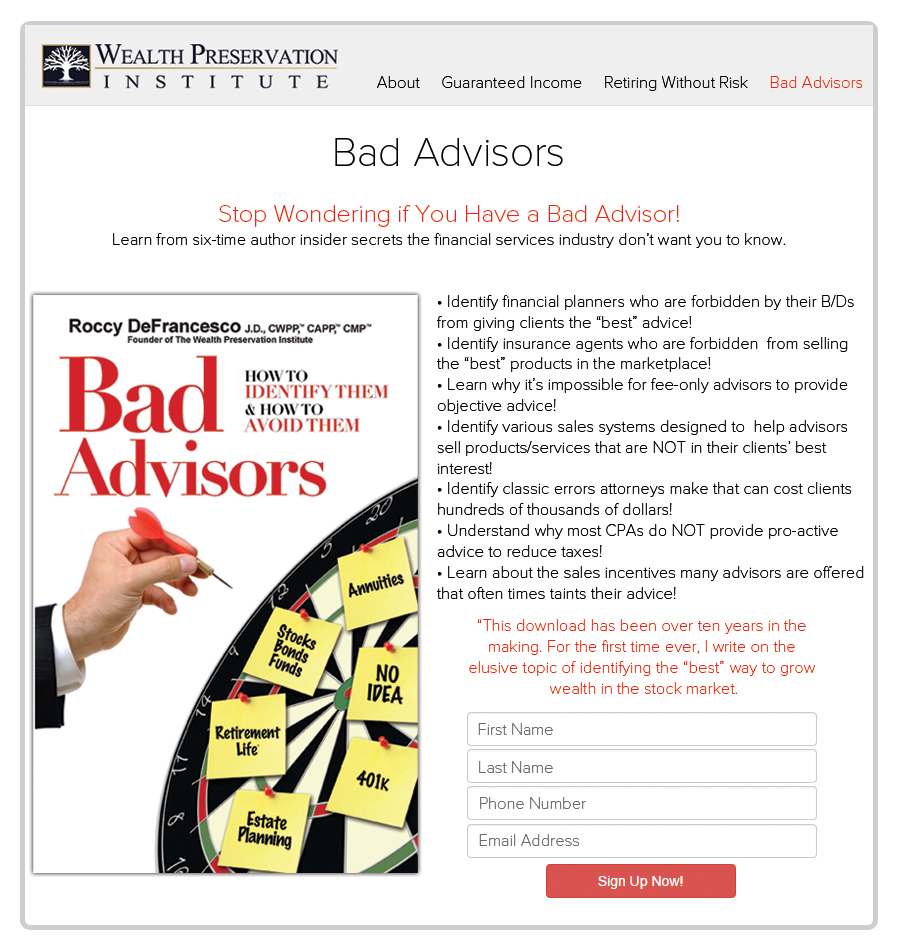 WEALTH PRESERVATION
INSTITUTE
About Guaranteed Income Retiring Without Risk Bad Advisors
Bad Advisors
Stop Wondering if You Have a Bad Advisor!
Learn from six-time author insider secrets the financial services industry don’t want you to know.
Roccy DeFrancesco J.D., CWPP,™ CAPP,™ CMP™
Founder of The Wealth Preservation Institute
Bad
Advisors
HOW TO
IDENTIFY THEM
& HOW TO
AVOID THEM
5 20
12
14
11
8
16
Annuities
Stocks
Bonds
Funds
NO
IDEA
Retirement
Life
401K
Estate
Planning
• Identify financial planners who are forbidden by their B/Ds
from giving clients the “best” advice!
• Identify insurance agents who are forbidden from selling
the “best” products in the marketplace!
• Learn why it’s impossible for fee-only advisors to provide
objective advice!
• Identify various sales systems designed to help advisors
sell products/services that are NOT in their clients’ best
interest!
• Identify classic errors attorneys make that can cost clients
hundreds of thousands of dollars!
• Understand why most CPAs do NOT provide pro-active
advice to reduce taxes!
• Learn about the sales incentives many advisors are offered
that often times taints their advice!
“This download has been over ten years in the
making. For the first time ever, I write on the
elusive topic of identifying the “best” way to grow
wealth in the stock market.
First Name
Last Name
Phone Number
Email Address
Sign Up Now!